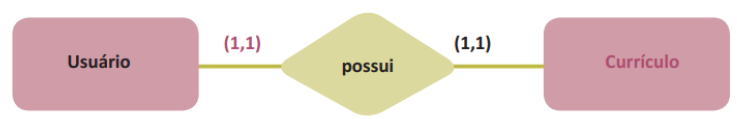 Usuário
(1,1)
possui
(1,1)
Currículo